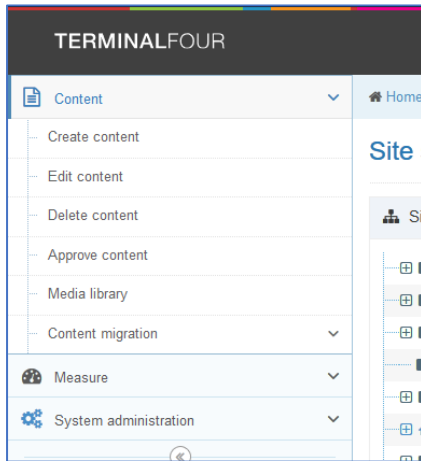 TERMINALFOUR
Content
Home
Create content
Site
Edit content
Delete content
Approve content
Media library
Content migration
Measure
System administration